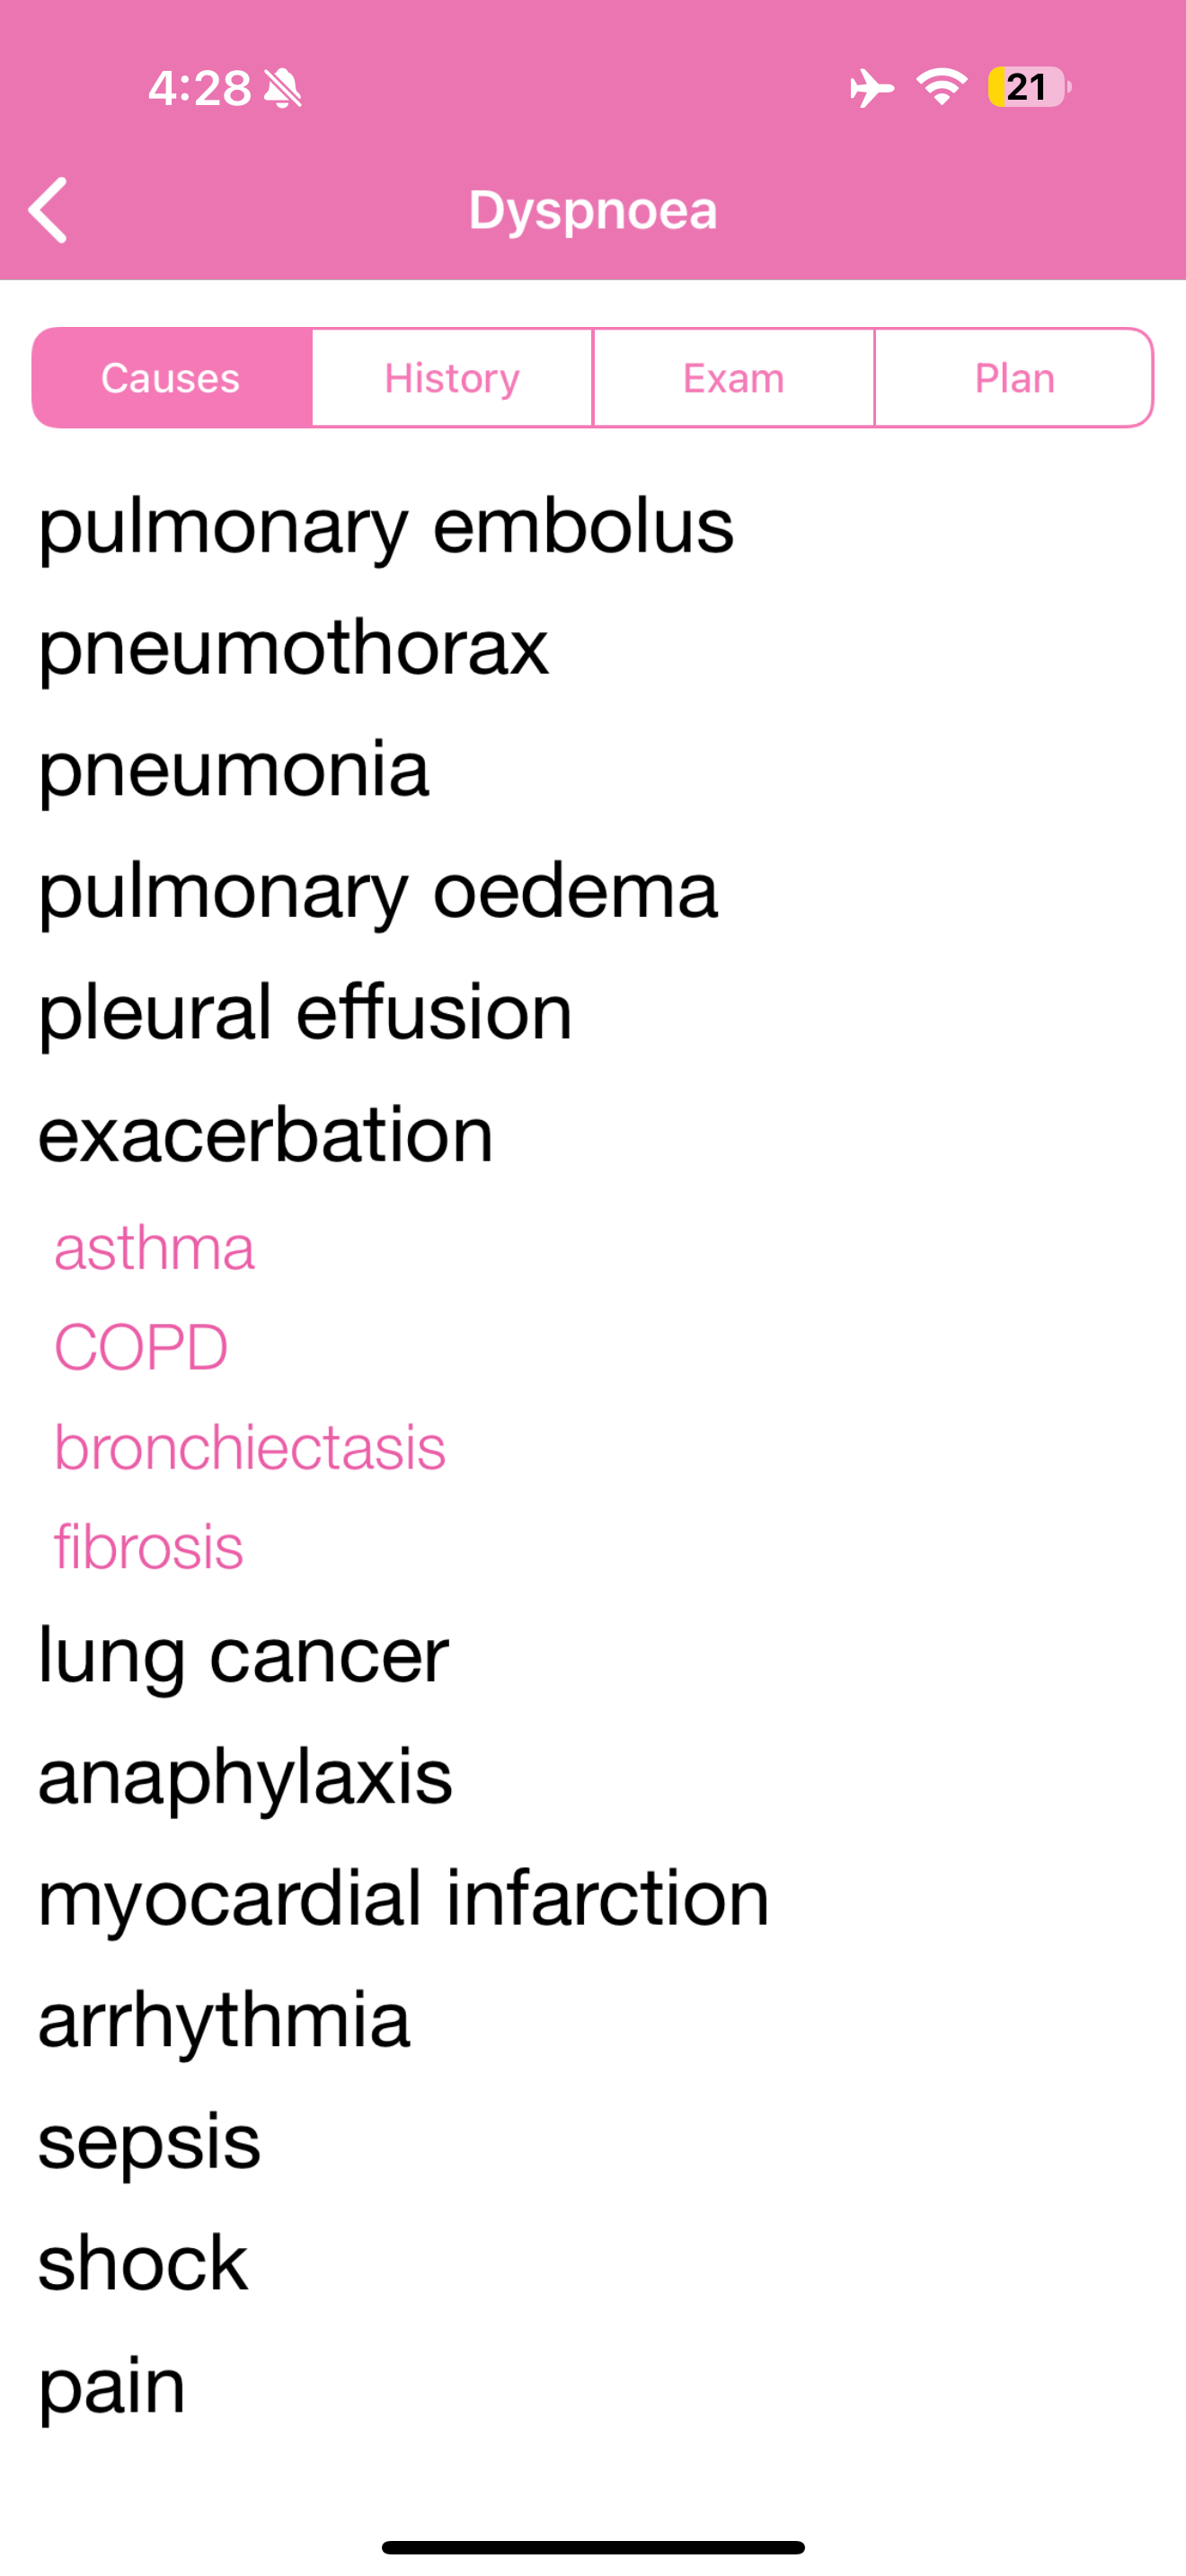 4:28
21
Dyspnoea
Causes
History
Exam
Plan
pulmonary embolus
pneumothorax
pneumonia
pulmonary oedema
pleural effusion
exacerbation
asthma
COPD
bronchiectasis
fibrosis
lung cancer
anaphylaxis
myocardial infarction
arrhythmia
sepsis
shock
pain